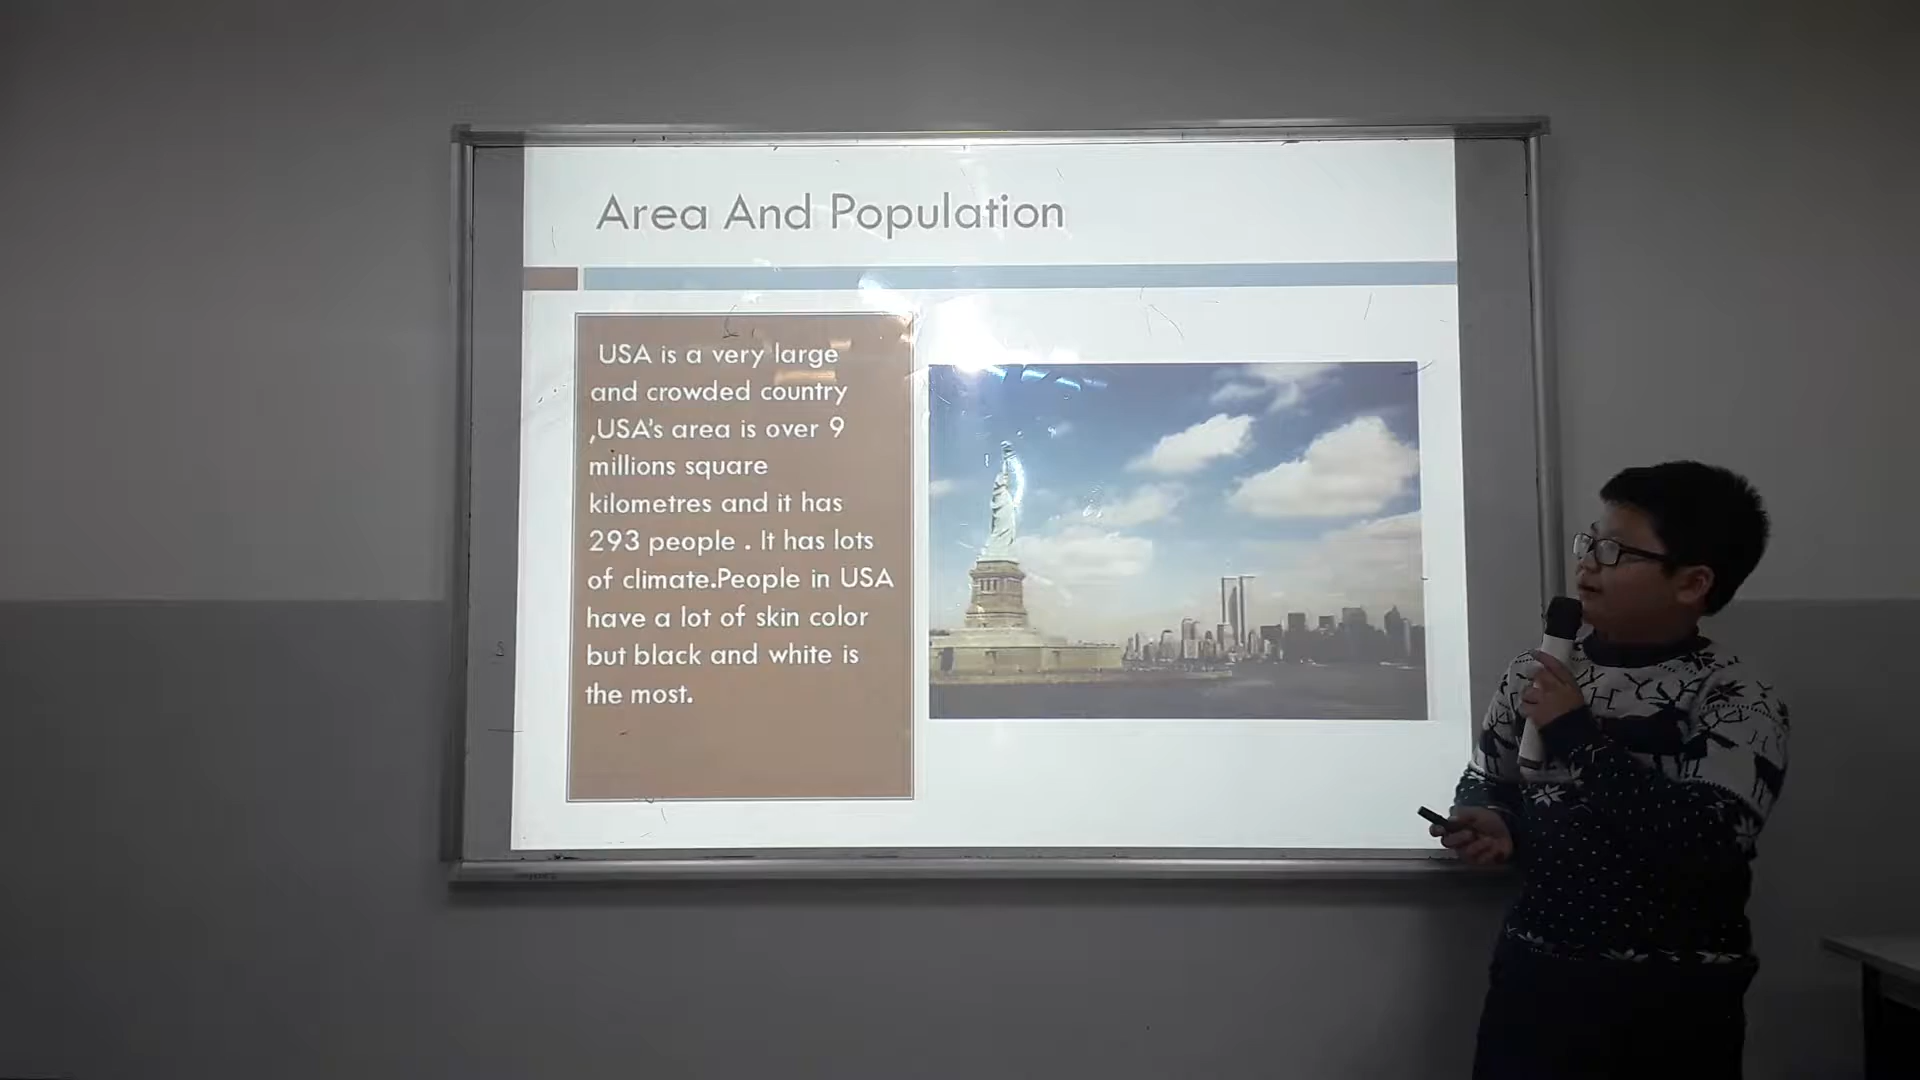 Area And Population
USA is a very large
and crowded country
,USA's area is over 9
millions square
kilometres and it has
293 people . It has lots
of climate.People in USA
have a lot of skin color
but black and white is
the most.